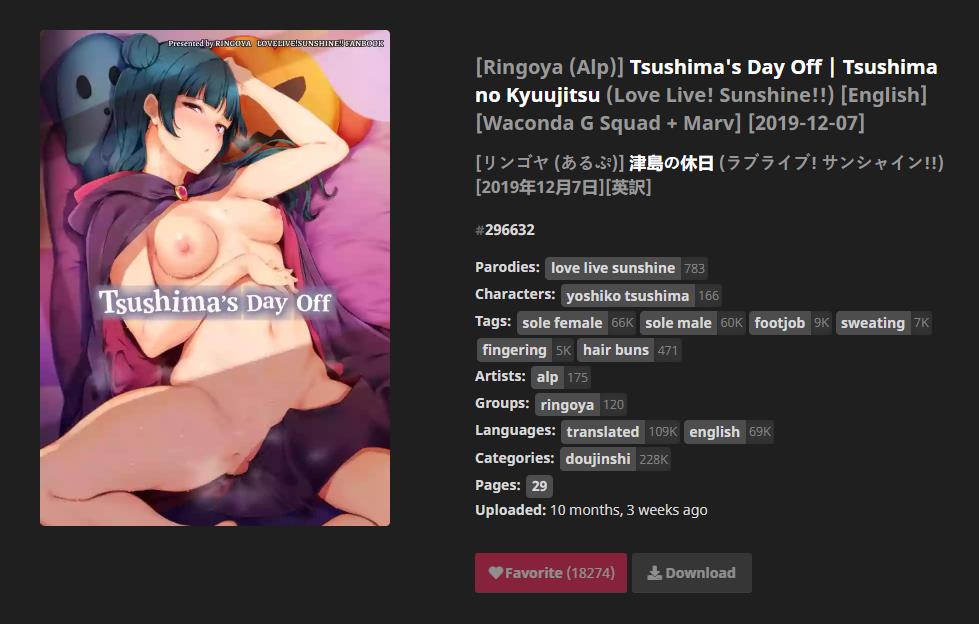 Presented by RINGOYA LOVELIVE!SUNSHINE!! FANBOOK
Tsushima's Day Off
[Ringoya (Alp)] Tsushima's Day Off | Tsushima
no Kyuujitsu (Love Live! Sunshine!!) [English]
[Waconda G Squad + Marv] [2019-12-07]
[リンゴヤ (あるぷ)] 津島の休日 (ラブライブ! サンシャイン!!)
[2019年12月7日][英訳]
#296632
Parodies: love live sunshine 783
Characters: yoshiko tsushima 166
Tags: sole female 66K sole male 60K footjob 9K sweating 7K
fingering 5K hair buns 471
Artists: alp 175
Groups: ringoya 120
Languages: translated 109K english 69K
Categories: doujinshi 228K
Pages: 29
Uploaded: 10 months, 3 weeks ago
Favorite (18274) Download